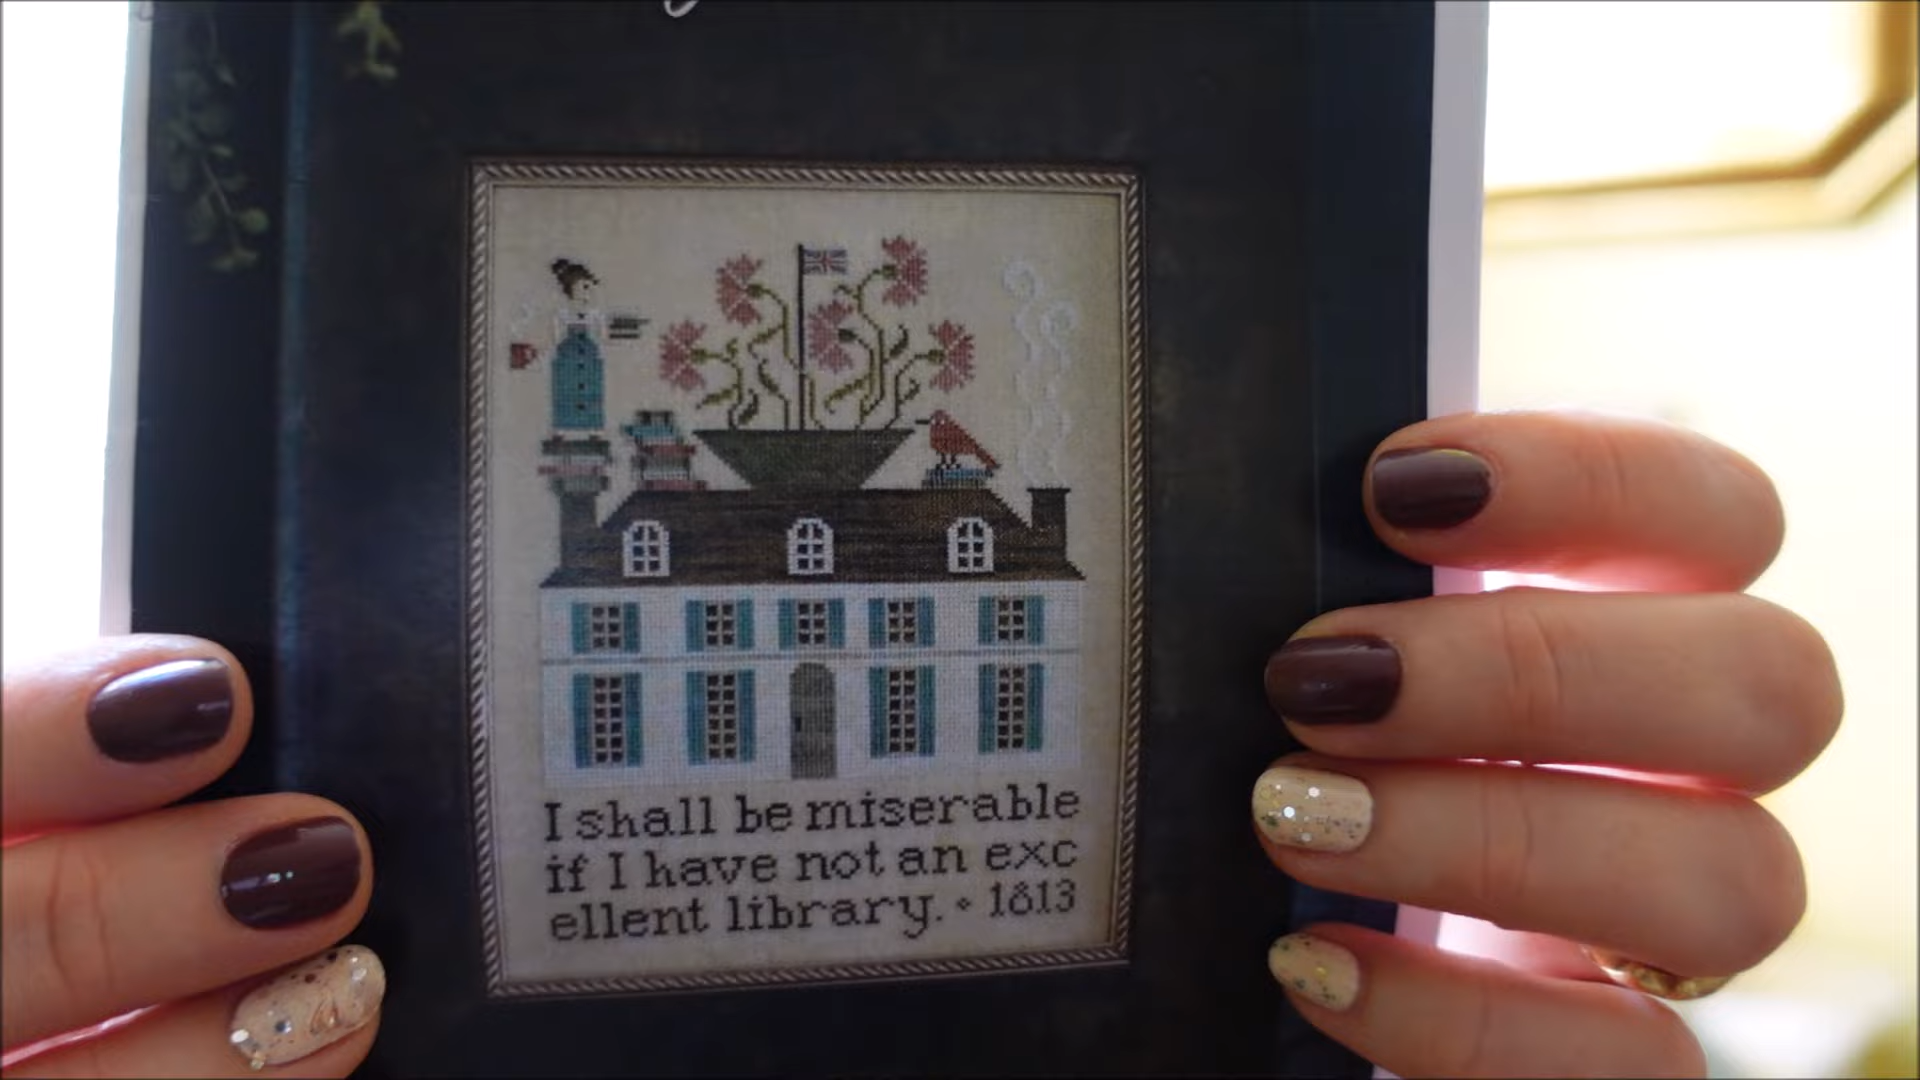 I shall be miserable
if I have not an exc
ellent library. 1813